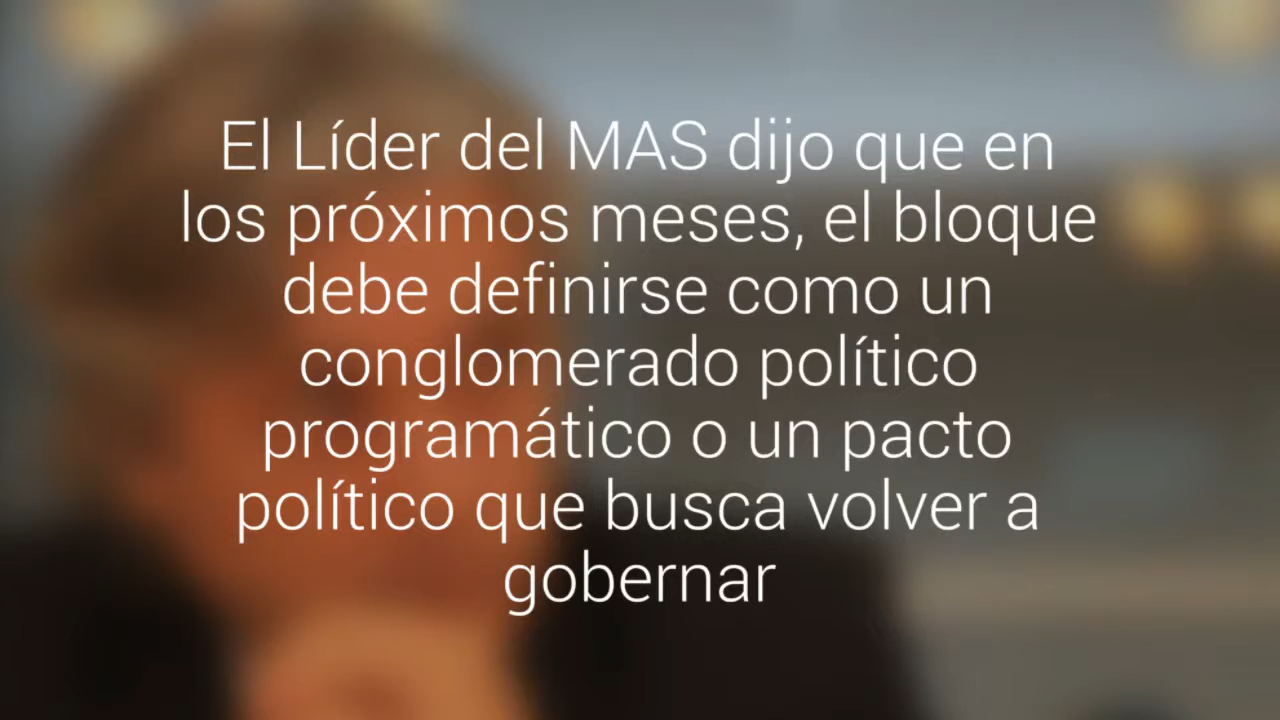 El Líder del MAS dijo que en
los próximos meses, el bloque
debe definirse como un
conglomerado político
programático o un pacto
político que busca volver a
gobernar